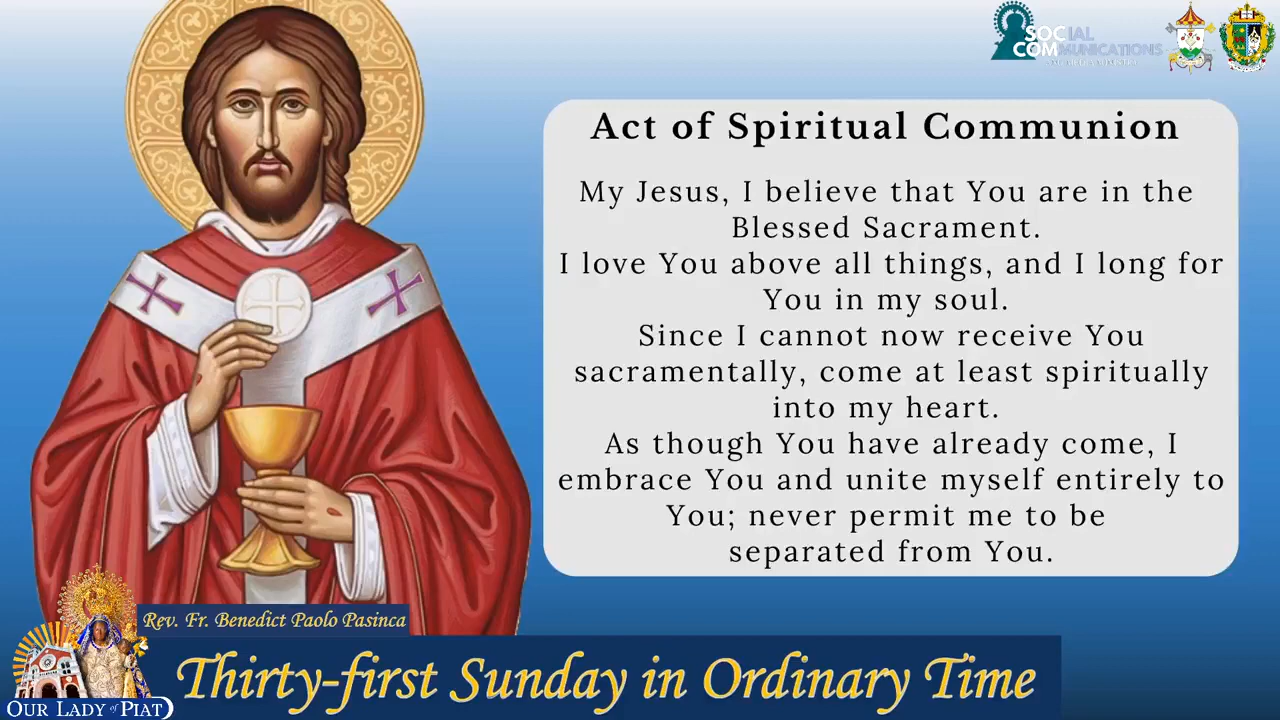 SOCIAL
COMMUNICATIONS
Act of Spiritual Communion
My Jesus, I believe that You are in the
Blessed Sacrament.
I love You above all things, and I long for
You in my soul.
Since I cannot now receive You
sacramentally, come at least spiritually
into my heart.
As though You have already come, I
embrace You and unite myself entirely to
You; never permit me to be
separated from You.
Rev. Fr. Benedict Paolo Pasinca
Thirty-first Sunday in Ordinary Time
OUR LADY of PIAT